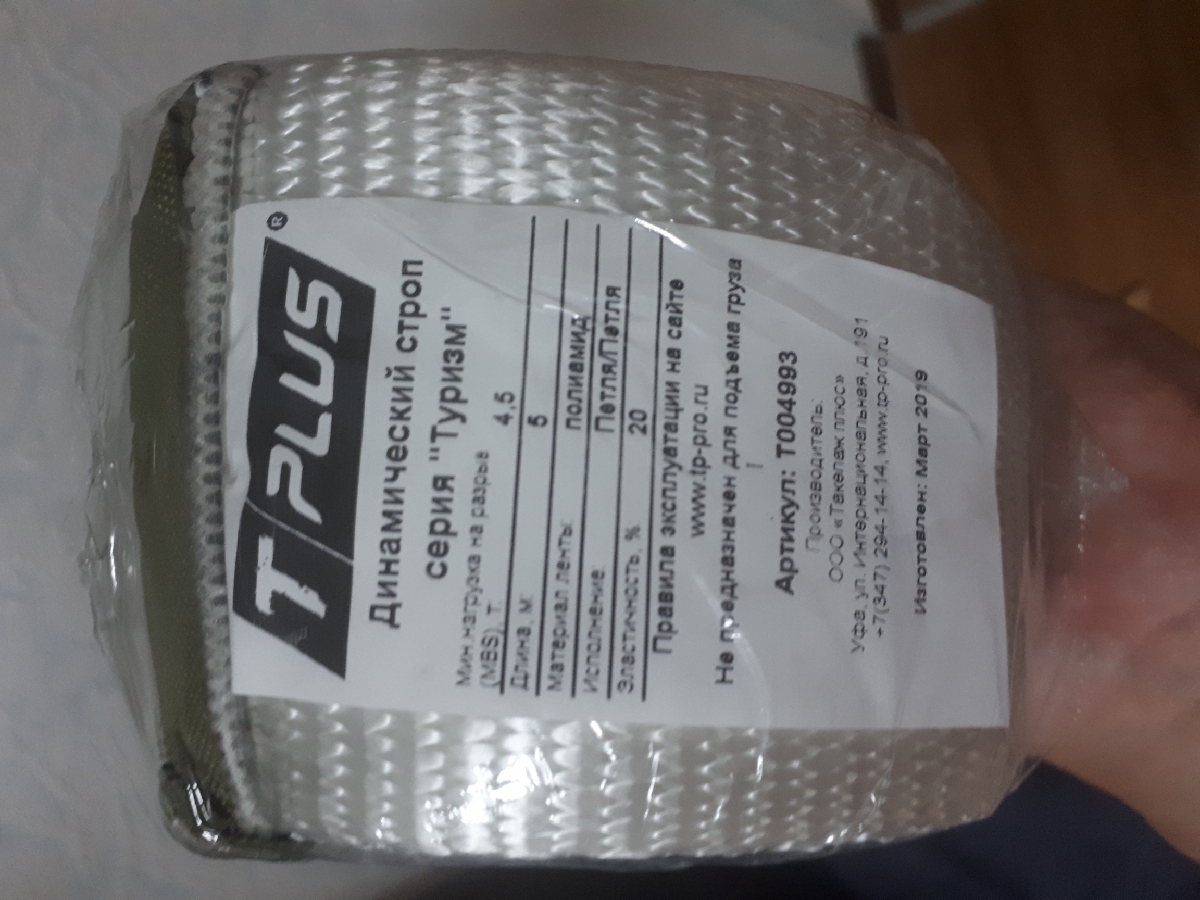 T PLUS ®
Динамический строп
серия "Туризм"
Мин.нагрузка на разрыв
(MBS), т. 4,5
Длина, м. 5
Материал ленты: полиамид
Исполнение: Петля/Петля
Эластичность, % 20
Правила эксплуатации на сайте
www.tp-pro.ru
Не предназначен для подъема груза
!
Артикул: T004993
Производитель:
ООО «Такелаж плюс»
Уфа, ул. Интернациональная, д.191
+7(347) 294-14-14, www.tp-pro.ru
Изготовлен: Март 2019